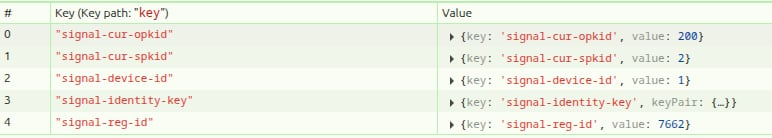 # Key (Key path: "key") Value
0 "signal-cur-opkid" ▸ {key: 'signal-cur-opkid', value: 200}
1 "signal-cur-spkid" ▸ {key: 'signal-cur-spkid', value: 2}
2 "signal-device-id" ▸ {key: 'signal-device-id', value: 1}
3 "signal-identity-key" ▸ {key: 'signal-identity-key', keyPair: {…}}
4 "signal-reg-id" ▸ {key: 'signal-reg-id', value: 7662}